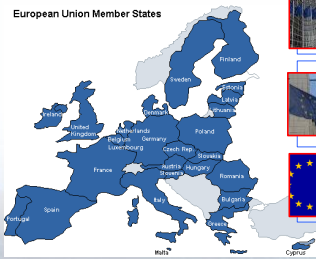 European Union Member States
Finland
Sweden
Estonia
Latvia
Lithuania
Denmark
Ireland
United
Kingdom
Netherlands
Belgium
Luxembourg
Germany
Poland
Czech Rep.
Slovakia
France
Austria
Hungary
Slovenia
Romania
Italy
Bulgaria
Portugal
Spain
Greece
Malta
Cyprus